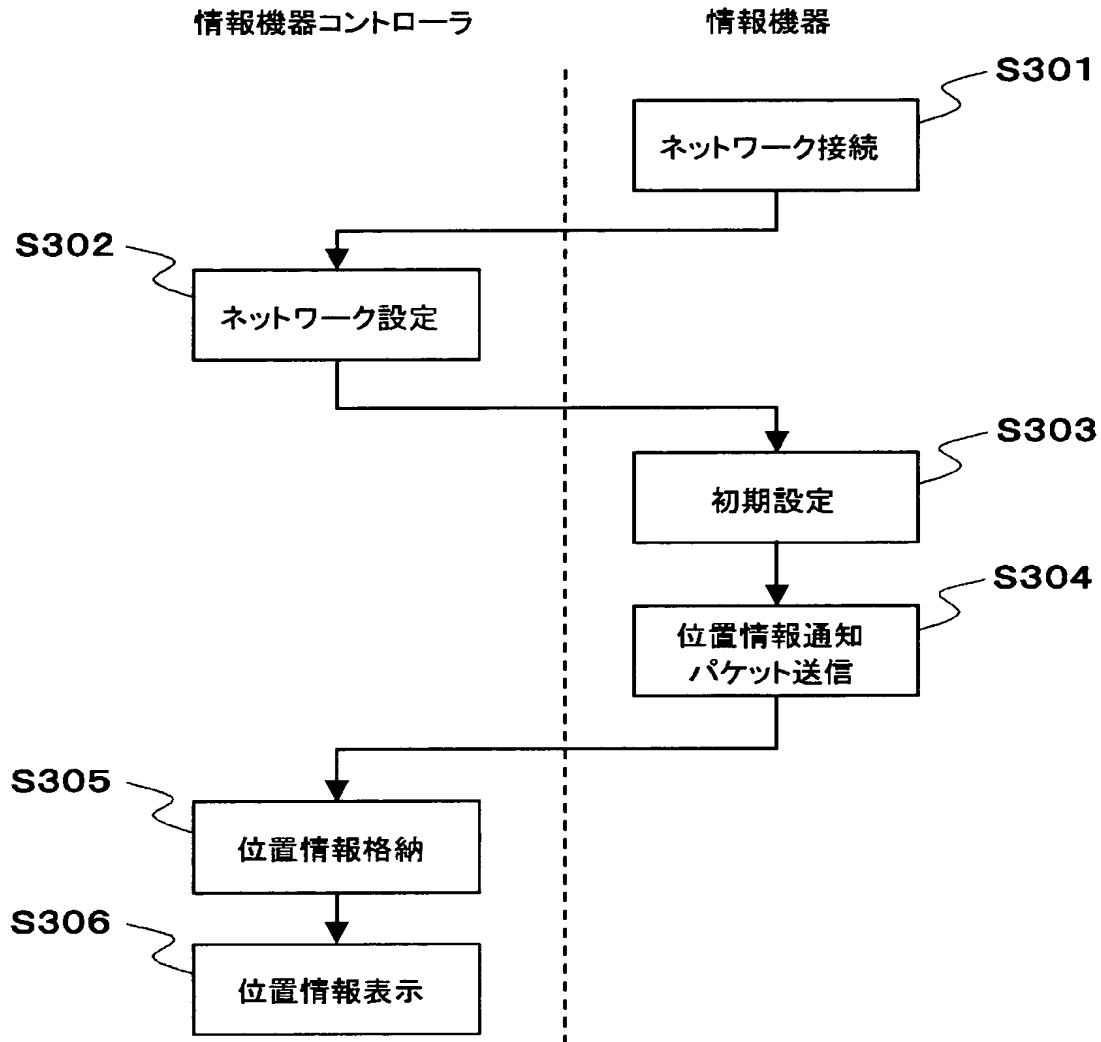 情報機器コントローラ
情報機器
S301
ネットワーク接続
S302
ネットワーク設定
S303
初期設定
S304
位置情報通知
パケット送信
S305
位置情報格納
S306
位置情報表示